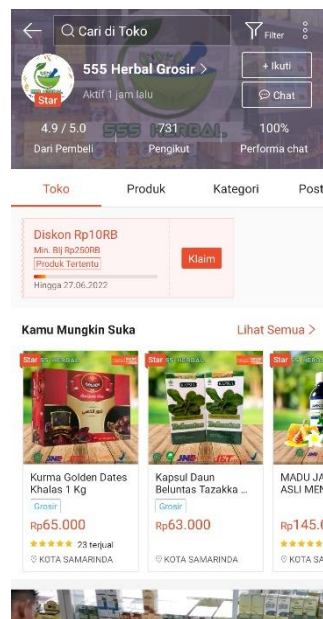 Cari di Toko
Filter
555 Herbal Grosir >
+ Ikuti
Star
Aktif 1 jam lalu
Chat
4.9 / 5.0
731
100%
Dari Pembeli
Pengikut
Performa chat
Toko
Produk
Kategori
Post
Diskon Rp10RB
Min. Blj Rp250RB
Produk Tertentu
Klaim
Hingga 27.06.2022
Kamu Mungkin Suka
Lihat Semua >
Star
Star
Star
JNE
J&T
JNE
J&T
Kurma Golden Dates
Khalas 1 Kg
Kapsul Daun
Beluntas Tazakka ...
MADU JA
ASLI MEN
Grosir
Grosir
Rp65.000
Rp63.000
Rp145.0
23 terjual
KOTA SAMARINDA
KOTA SAMARINDA
KOTA SA